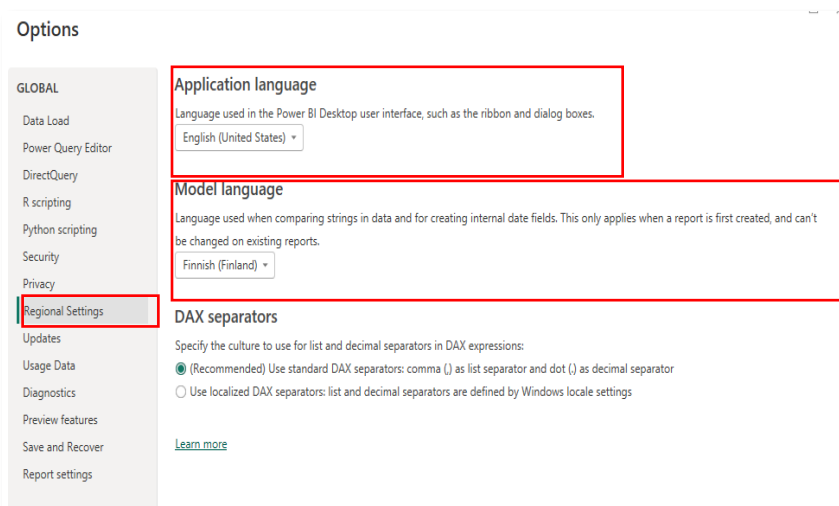 Options
GLOBAL
Data Load
Power Query Editor
DirectQuery
R scripting
Python scripting
Security
Privacy
Regional Settings
Updates
Usage Data
Diagnostics
Preview features
Save and Recover
Report settings
Application language
Language used in the Power BI Desktop user interface, such as the ribbon and dialog boxes.
English (United States)
Model language
Language used when comparing strings in data and for creating internal date fields. This only applies when a report is first created, and can't
be changed on existing reports.
Finnish (Finland)
DAX separators
Specify the culture to use for list and decimal separators in DAX expressions:
(Recommended) Use standard DAX separators: comma (,) as list separator and dot (.) as decimal separator
Use localized DAX separators: list and decimal separators are defined by Windows locale settings
Learn more